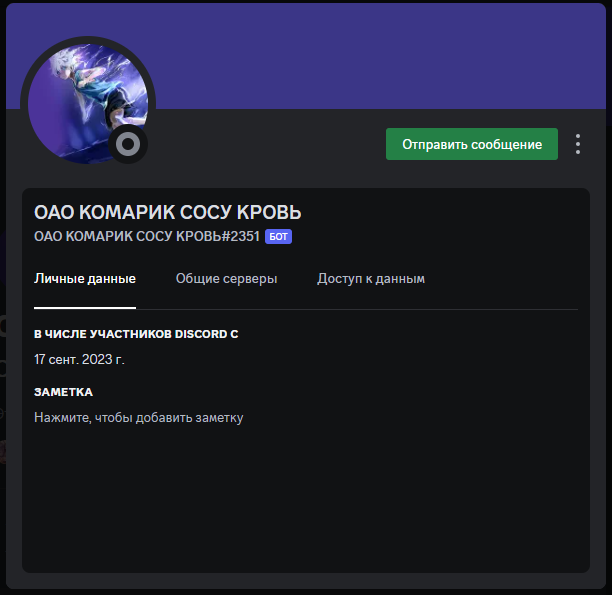 Отправить сообщение
ОАО КОМАРИК СОСУ КРОВЬ
ОАО КОМАРИК СОСУ КРОВЬ#2351 БОТ
Личные данные Общие серверы Доступ к данным
В ЧИСЛЕ УЧАСТНИКОВ DISCORD С
17 сент. 2023 г.
ЗАМЕТКА
Нажмите, чтобы добавить заметку